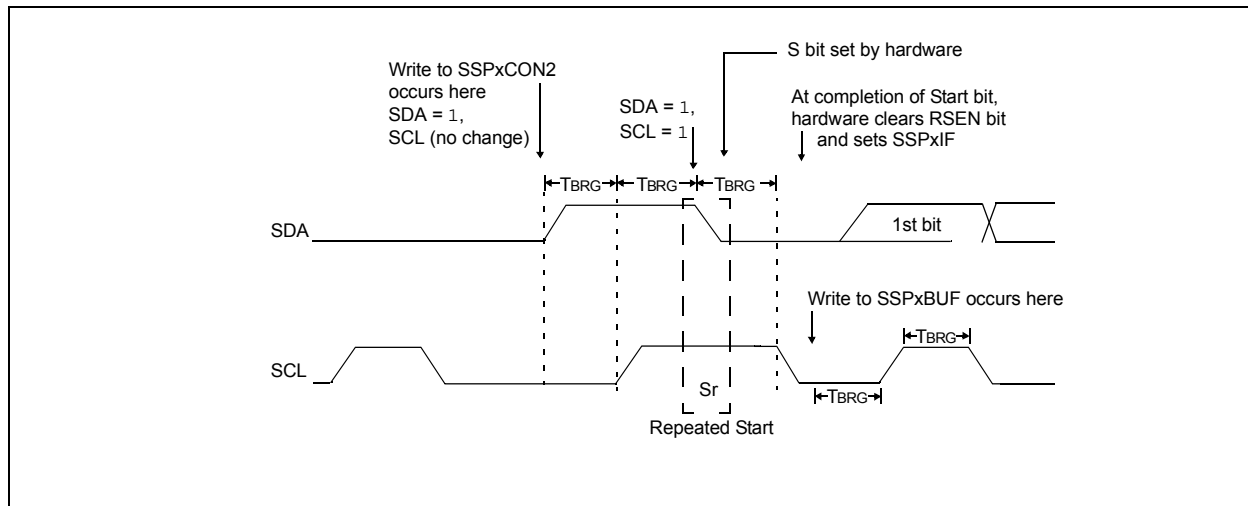 S bit set by hardware
Write to SSPxCON2
occurs here
SDA = 1,
SCL (no change)
SDA = 1,
SCL = 1
At completion of Start bit,
hardware clears RSEN bit
and sets SSPxIF
TBRG TBRG TBRG
SDA
1st bit
Write to SSPxBUF occurs here
TBRG
SCL
Sr
TBRG
Repeated Start